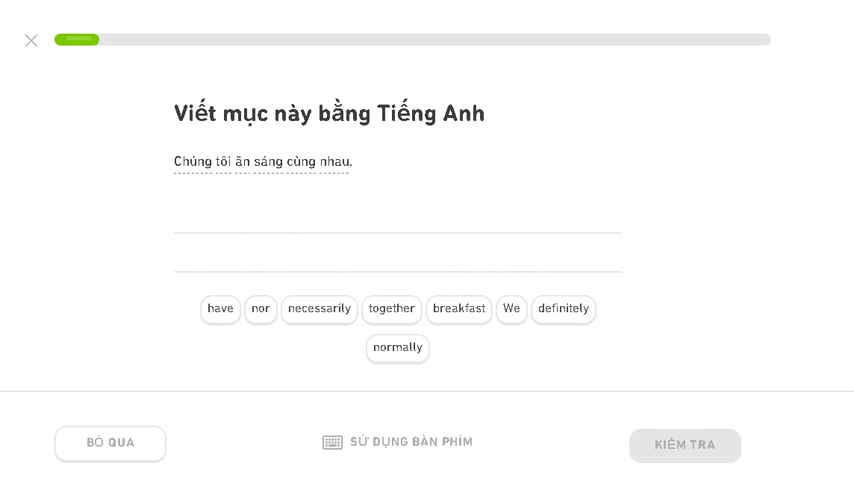 Viết mục này bằng Tiếng Anh
Chúng tôi ăn sáng cùng nhau.
have nor necessarily together breakfast We definitely
normally
BỎ QUA SỬ DỤNG BÀN PHÍM KIỂM TRA